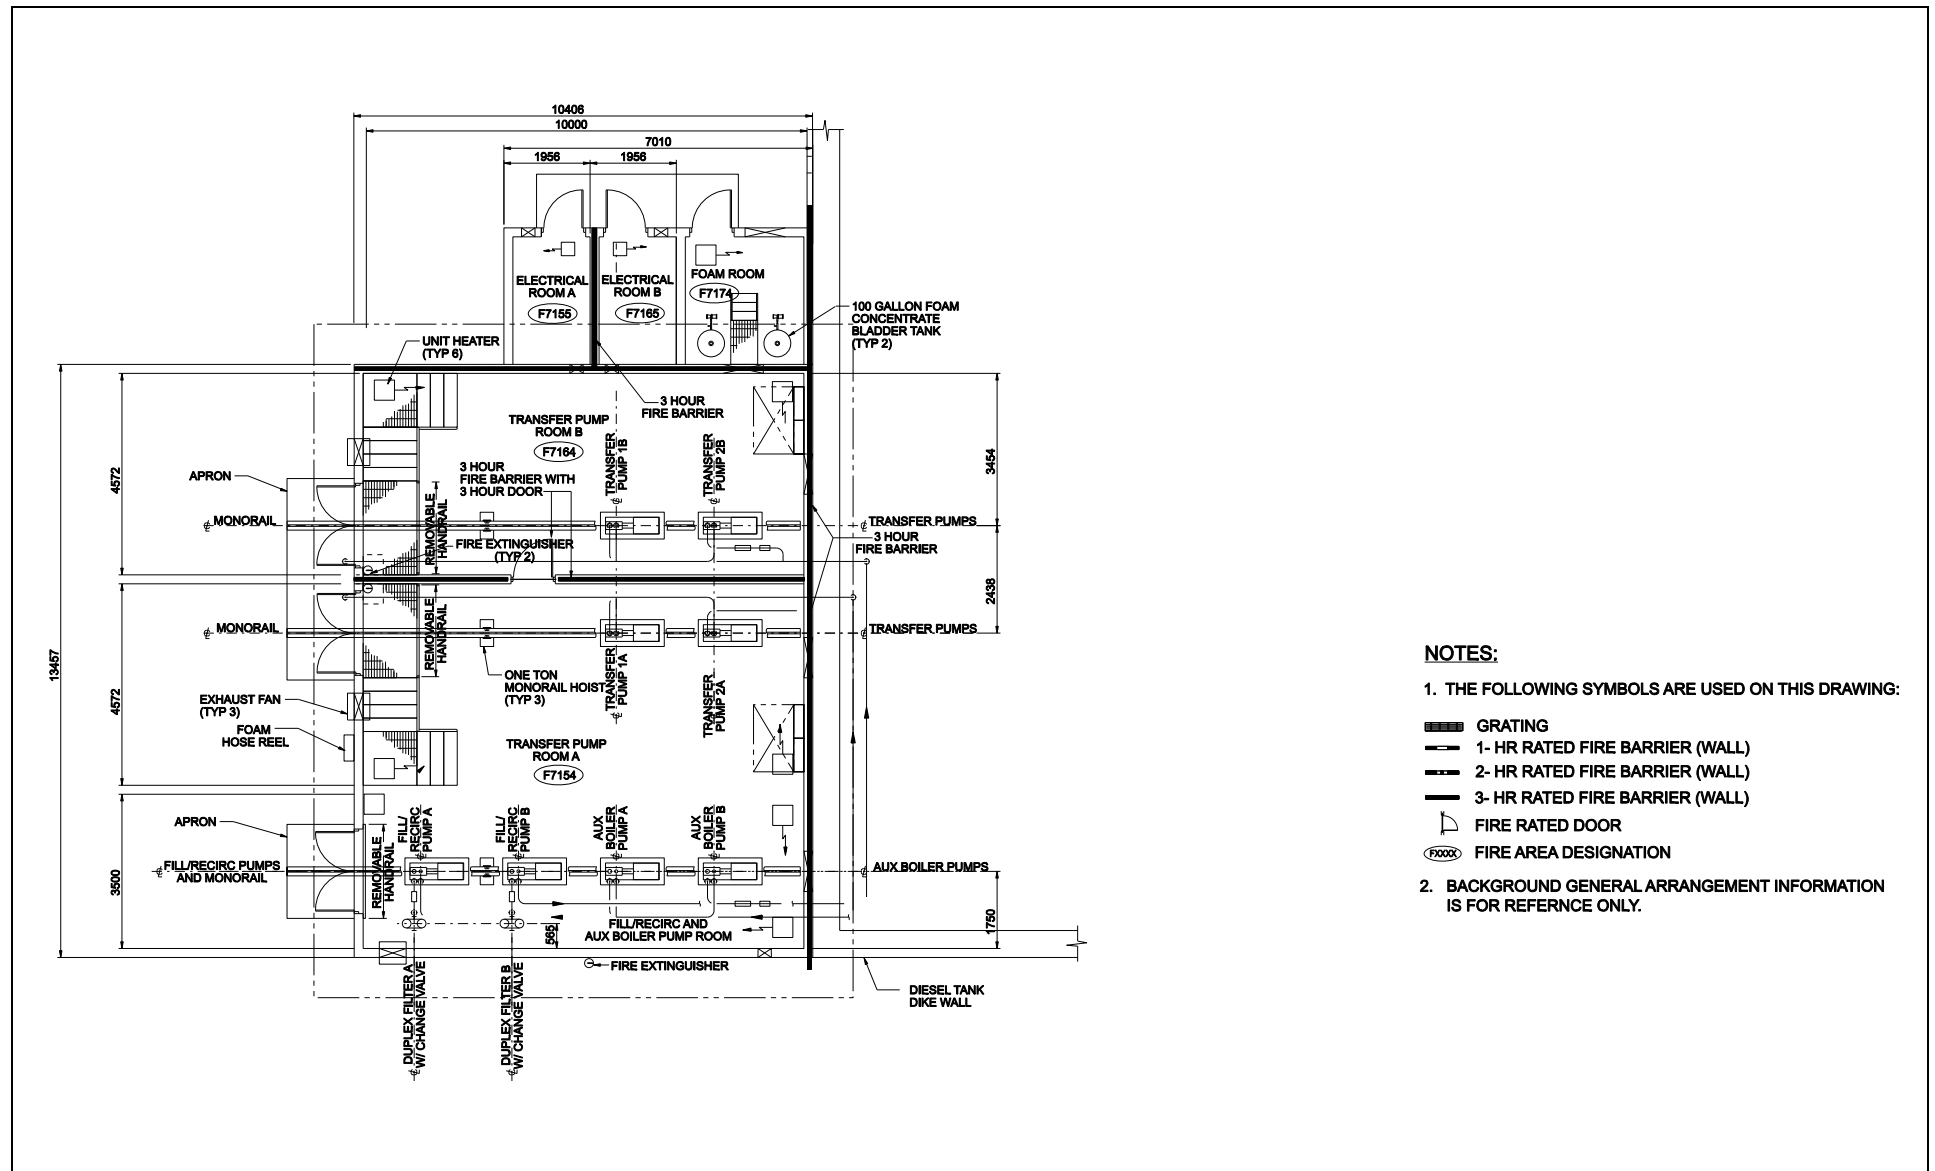 10406
10000
7010
1956
1956
ELECTRICAL
ROOM A
F7155
ELECTRICAL
ROOM B
F7165
FOAM ROOM
F7174
100 GALLON FOAM
CONCENTRATE
BLADDER TANK
(TYP 2)
UNIT HEATER
(TYP 6)
3 HOUR
FIRE BARRIER
TRANSFER PUMP
ROOM B
F7164
3 HOUR
FIRE BARRIER WITH
3 HOUR DOOR
TRANSFER
PUMP 1B
TRANSFER
PUMP 2B
4572
3454
APRON
MONORAIL
REMOVABLE
HANDRAIL
FIRE EXTINGUISHER
(TYP 2)
TRANSFER PUMPS
3 HOUR
FIRE BARRIER
2438
MONORAIL
REMOVABLE
HANDRAIL
TRANSFER PUMPS
13457
4572
ONE TON
MONORAIL HOIST
(TYP 3)
TRANSFER
PUMP 1A
TRANSFER
PUMP 2A
EXHAUST FAN
(TYP 3)
FOAM
HOSE REEL
TRANSFER PUMP
ROOM A
F7154
APRON
FILL/
RECIRC
PUMP A
FILL/
RECIRC
PUMP B
AUX
BOILER
PUMP A
AUX
BOILER
PUMP B
3500
FILL/RECIRC PUMPS
AND MONORAIL
REMOVABLE
HANDRAIL
AUX BOILER PUMPS
1750
565
FILL/RECIRC AND
AUX BOILER PUMP ROOM
FIRE EXTINGUISHER
DUPLEX FILTER A
W/ CHANGE VALVE
DUPLEX FILTER B
W/ CHANGE VALVE
DIESEL TANK
DIKE WALL
NOTES:
1. THE FOLLOWING SYMBOLS ARE USED ON THIS DRAWING:
GRATING
1- HR RATED FIRE BARRIER (WALL)
2- HR RATED FIRE BARRIER (WALL)
3- HR RATED FIRE BARRIER (WALL)
FIRE RATED DOOR
FXXXX FIRE AREA DESIGNATION
2. BACKGROUND GENERAL ARRANGEMENT INFORMATION
IS FOR REFERNCE ONLY.